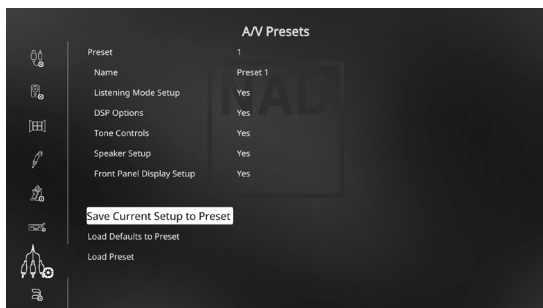 A/V Presets
Preset 1
Name Preset 1
Listening Mode Setup Yes
DSP Options Yes
Tone Controls Yes
Speaker Setup Yes
Front Panel Display Setup Yes
Save Current Setup to Preset
Load Defaults to Preset
Load Preset
NAD